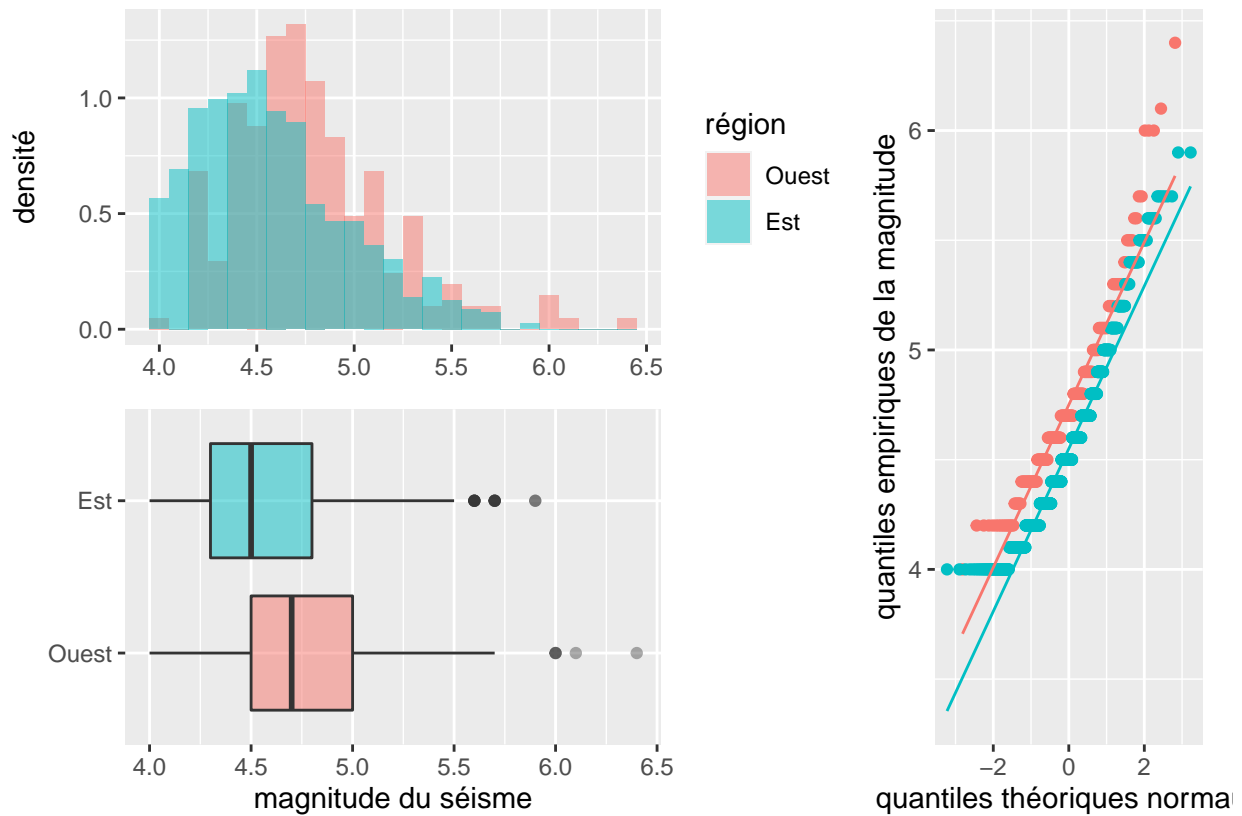 densité
1.0
0.5
0.0
4.0 4.5 5.0 5.5 6.0 6.5
région
Ouest
Est
Est
Ouest
4.0 4.5 5.0 5.5 6.0 6.5
magnitude du séisme
quantiles empiriques de la magnitude
6
5
4
−2 0 2
quantiles théoriques